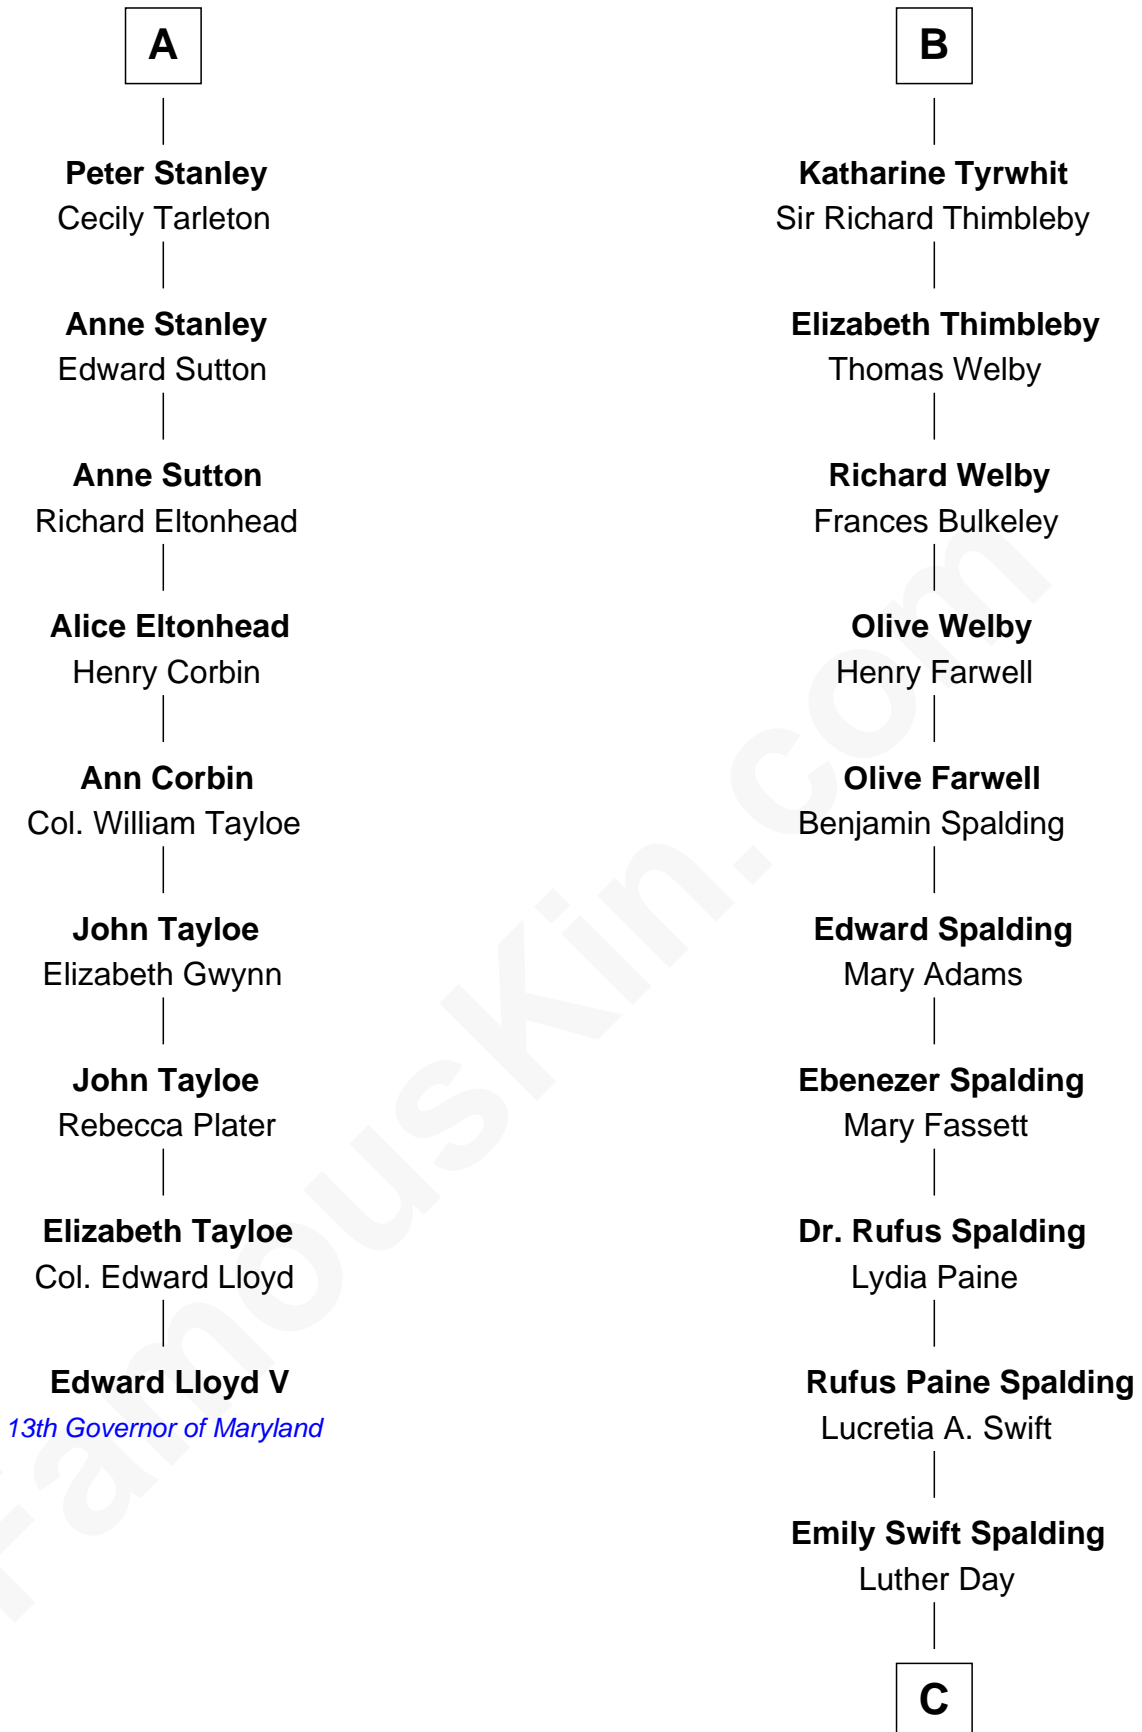 A
Peter Stanley
Cecily Tarleton
Anne Stanley
Edward Sutton
Anne Sutton
Richard Eltonhead
Alice Eltonhead
Henry Corbin
Ann Corbin
Col. William Tayloe
John Tayloe
Elizabeth Gwynn
John Tayloe
Rebecca Plater
Elizabeth Tayloe
Col. Edward Lloyd
Edward Lloyd V
13th Governor of Maryland
B
Katharine Tyrwhit
Sir Richard Thimbleby
Elizabeth Thimbleby
Thomas Welby
Richard Welby
Frances Bulkeley
Olive Welby
Henry Farwell
Olive Farwell
Benjamin Spalding
Edward Spalding
Mary Adams
Ebenezer Spalding
Mary Fassett
Dr. Rufus Spalding
Lydia Paine
Rufus Paine Spalding
Lucretia A. Swift
Emily Swift Spalding
Luther Day
C
FamousKin.com